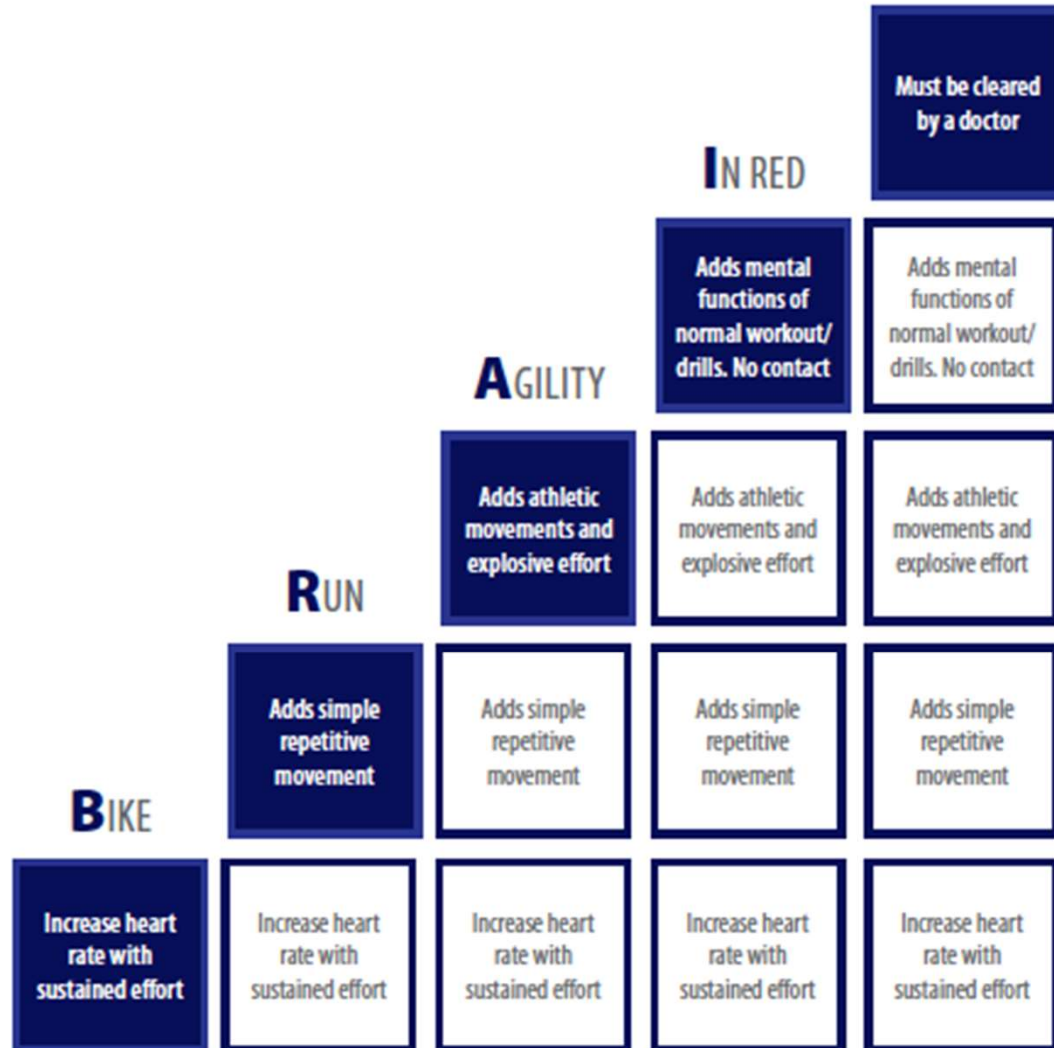 Must be cleared
by a doctor
IN RED
Adds mental
functions of
normal workout/
drills. No contact
Adds mental
functions of
normal workout/
drills. No contact
AGILITY
Adds athletic
movements and
explosive effort
Adds athletic
movements and
explosive effort
Adds athletic
movements and
explosive effort
RUN
Adds simple
repetitive
movement
Adds simple
repetitive
movement
Adds simple
repetitive
movement
Adds simple
repetitive
movement
BIKE
Increase heart
rate with
sustained effort
Increase heart
rate with
sustained effort
Increase heart
rate with
sustained effort
Increase heart
rate with
sustained effort
Increase heart
rate with
sustained effort